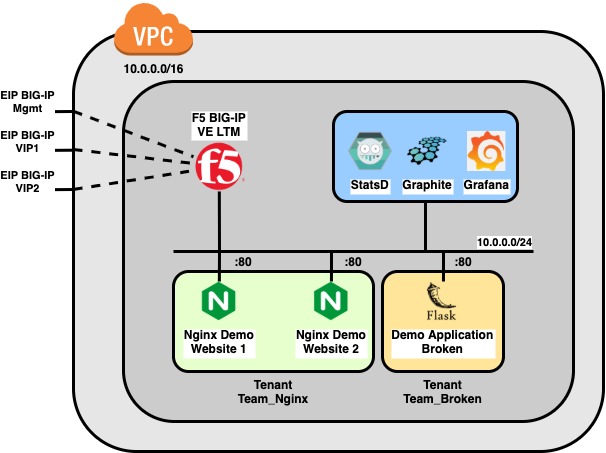 VPC
10.0.0.0/16
EIP BIG-IP
Mgmt
EIP BIG-IP
VIP1
EIP BIG-IP
VIP2
F5 BIG-IP
VE LTM
f5
StatsD
Graphite
Grafana
10.0.0.0/24
:80
:80
:80
N
N
Flask
Nginx Demo
Website 1
Nginx Demo
Website 2
Demo Application
Broken
Tenant
Team_Nginx
Tenant
Team_Broken